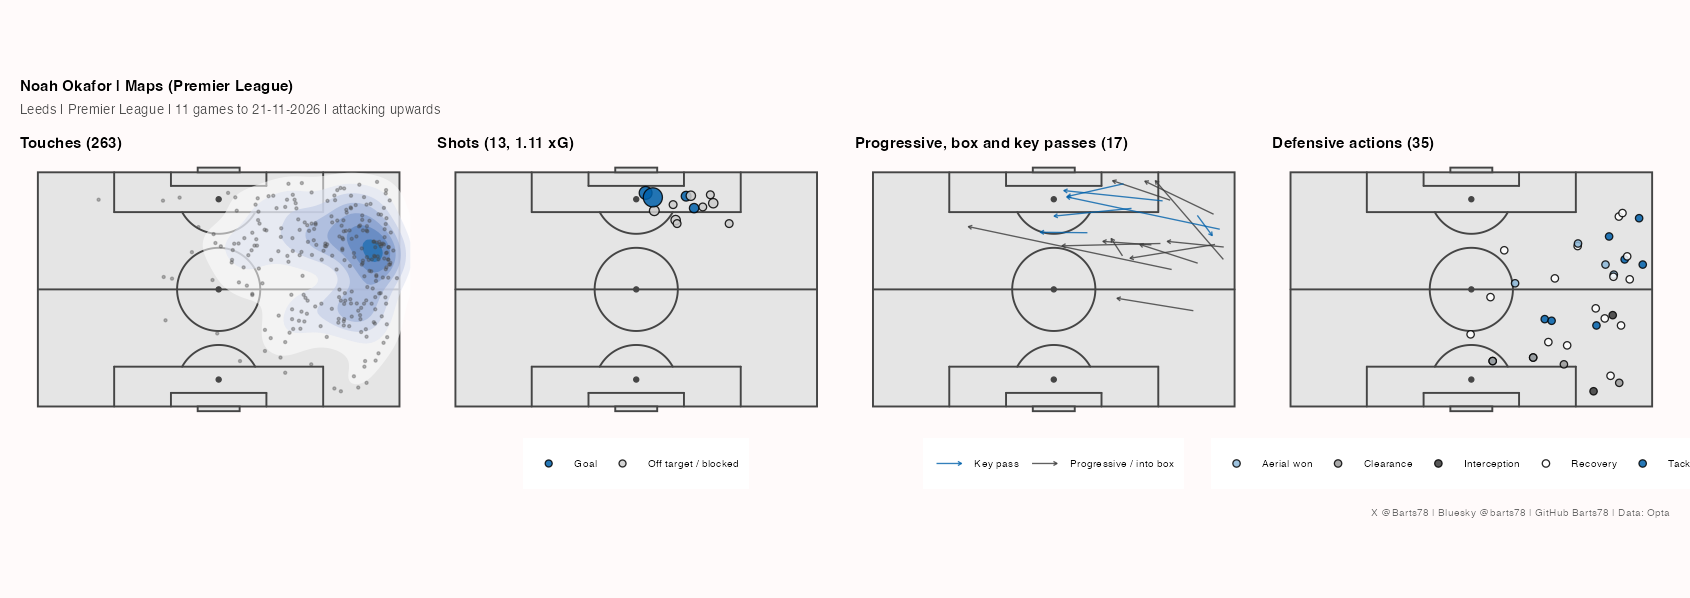 Noah Okafor | Maps (Premier League)
Leeds | Premier League | 11 games to 21-11-2026 | attacking upwards
Touches (263)
Shots (13, 1.11 xG)
Progressive, box and key passes (17)
Defensive actions (35)
Goal
Off target / blocked
Key pass
Progressive / into box
Aerial won
Clearance
Interception
Recovery
Tack
X @Barts78 | Bluesky @barts78 | GitHub Barts78 | Data: Opta